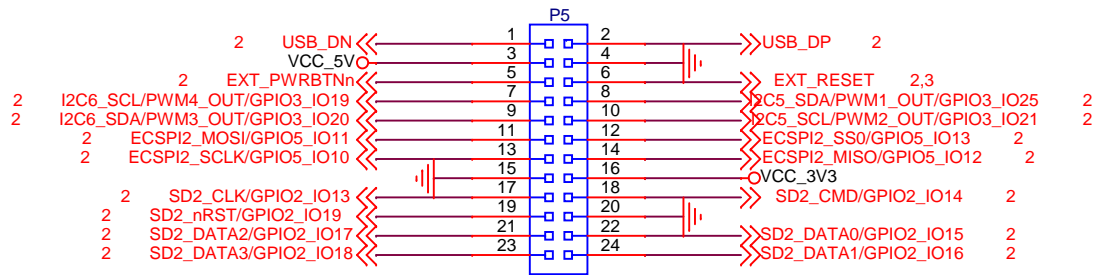 P5
2 USB_DN 1 2 USB_DP 2
VCC_5V 3 4
2 EXT_PWRBTNn 5 6 EXT_RESET 2,3
2 I2C6_SCL/PWM4_OUT/GPIO3_IO19 7 8 I2C5_SDA/PWM1_OUT/GPIO3_IO25 2
2 I2C6_SDA/PWM3_OUT/GPIO3_IO20 9 10 I2C5_SCL/PWM2_OUT/GPIO3_IO21 2
2 ECSPI2_MOSI/GPIO5_IO11 11 12 ECSPI2_SS0/GPIO5_IO13 2
2 ECSPI2_SCLK/GPIO5_IO10 13 14 ECSPI2_MISO/GPIO5_IO12 2
15 16 VCC_3V3
2 SD2_CLK/GPIO2_IO13 17 18 SD2_CMD/GPIO2_IO14 2
2 SD2_nRST/GPIO2_IO19 19 20
2 SD2_DATA2/GPIO2_IO17 21 22 SD2_DATA0/GPIO2_IO15 2
2 SD2_DATA3/GPIO2_IO18 23 24 SD2_DATA1/GPIO2_IO16 2